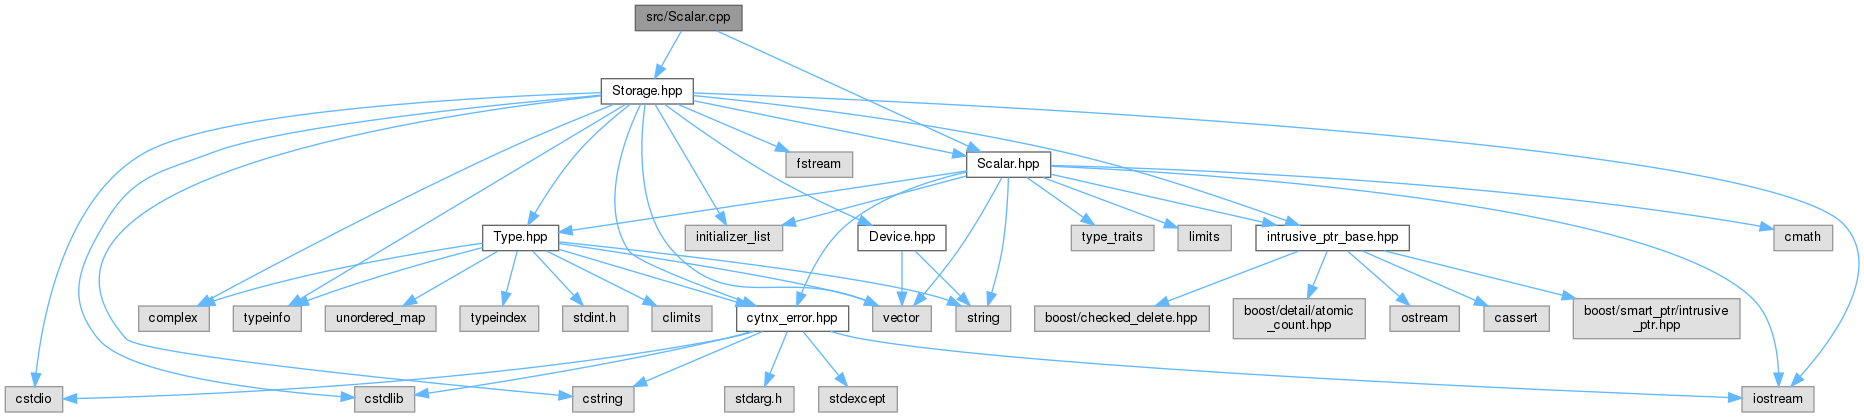 src/Scalar.cpp
Storage.hpp
fstream
Scalar.hpp
Type.hpp
initializer_list
Device.hpp
type_traits
limits
intrusive_ptr_base.hpp
cmath
complex
typeinfo
unordered_map
typeindex
stdint.h
climits
cytnx_error.hpp
vector
string
boost/checked_delete.hpp
boost/detail/atomic
_count.hpp
ostream
cassert
boost/smart_ptr/intrusive
_ptr.hpp
cstdio
cstdlib
cstring
stdarg.h
stdexcept
iostream